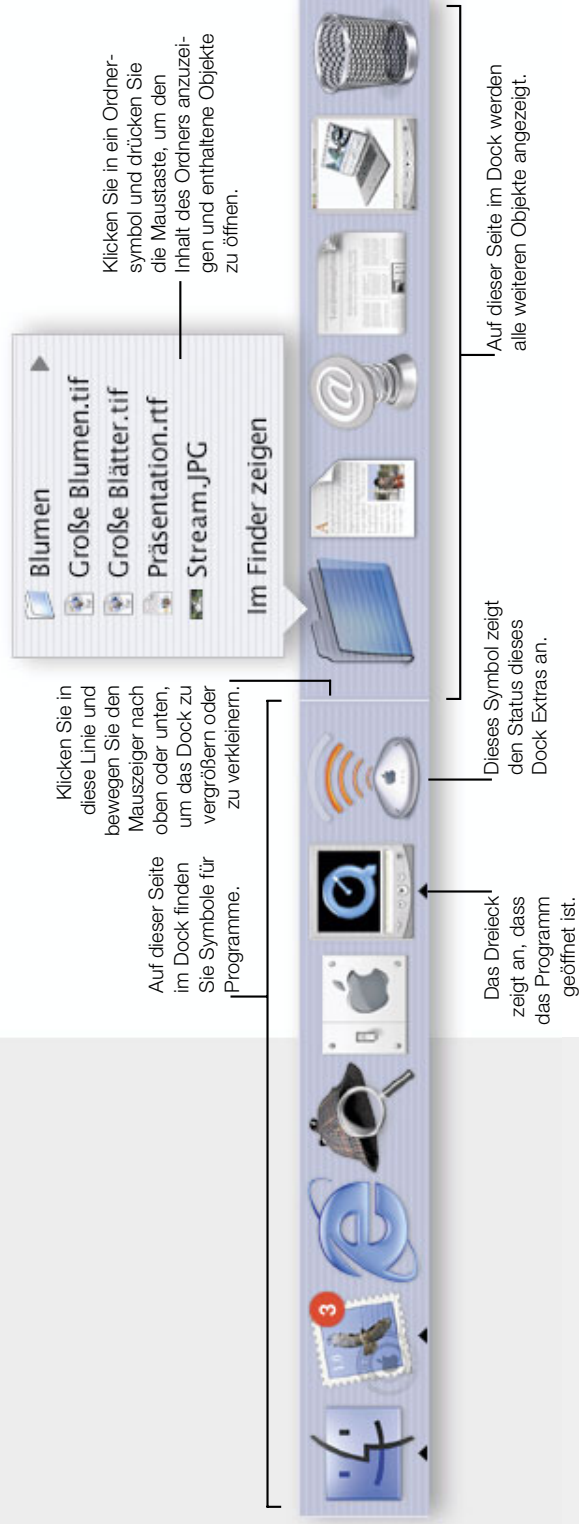 Auf dieser Seite
im Dock finden
Sie Symbole für
Programme.
Klicken Sie in
diese Linie und
bewegen Sie den
Mauszeiger nach
oben oder unten,
um das Dock zu
vergrößern oder
zu verkleinern.
Blumen
Große Blumen.tif
Große Blätter.tif
Präsentation.rtf
Stream.JPG
Im Finder zeigen
Klicken Sie in ein Ordner-
symbol und drücken Sie
die Maustaste, um den
Inhalt des Ordners anzuzei-
gen und enthaltene Objekte
zu öffnen.
3
@
A
Das Dreieck
zeigt an, dass
das Programm
geöffnet ist.
Dieses Symbol zeigt
den Status dieses
Dock Extras an.
Auf dieser Seite im Dock werden
alle weiteren Objekte angezeigt.